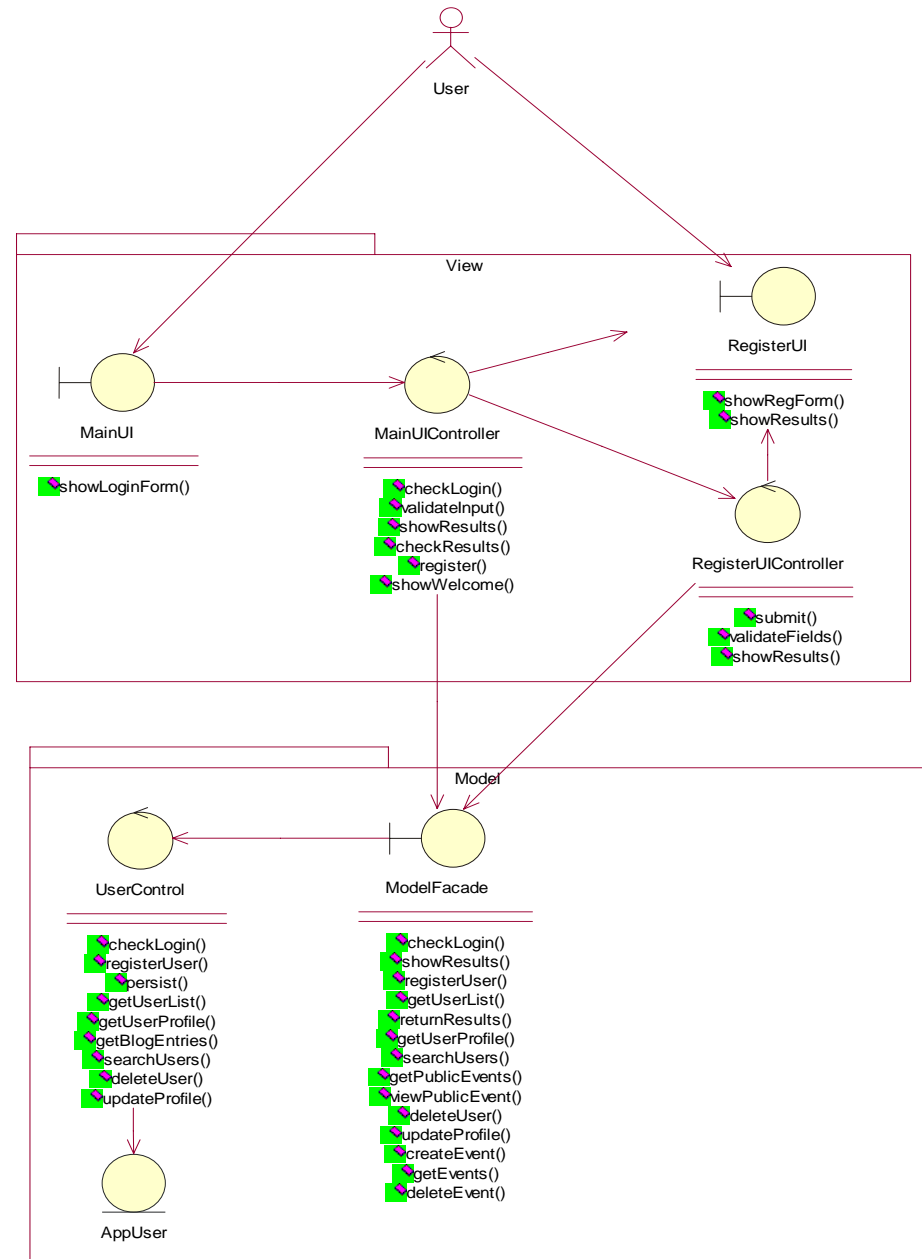 User
View
MainUI
showLoginForm()
MainUIController
checkLogin()
validateInput()
showResults()
checkResults()
register()
showWelcome()
RegisterUI
showRegForm()
showResults()
RegisterUIController
submit()
validateFields()
showResults()
Model
UserControl
checkLogin()
registerUser()
persist()
getUserList()
getUserProfile()
getBlogEntries()
searchUsers()
deleteUser()
updateProfile()
AppUser
ModelFacade
checkLogin()
showResults()
registerUser()
getUserList()
returnResults()
getUserProfile()
searchUsers()
getPublicEvents()
viewPublicEvent()
deleteUser()
updateProfile()
createEvent()
getEvents()
deleteEvent()